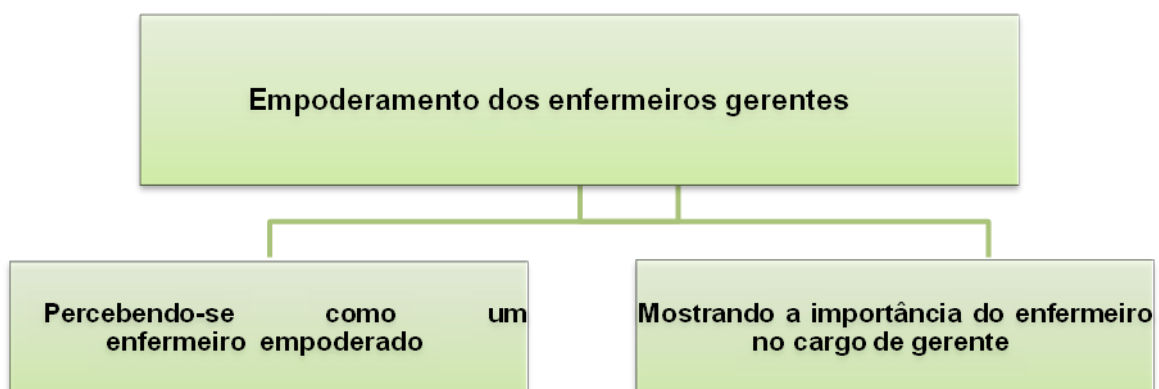 Empoderamento dos enfermeiros gerentes
Percebendo-se como um
enfermeiro empoderado
Mostrando a importância do enfermeiro
no cargo de gerente